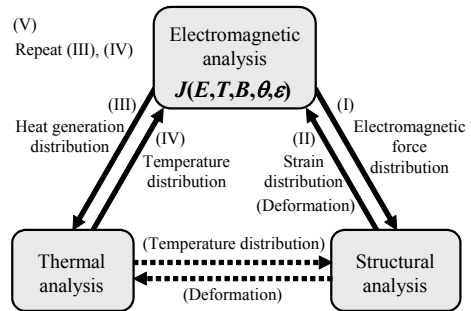 (V)
Repeat (III), (IV)
Electromagnetic
analysis
J(E,T,B,θ,ε)
(III)
Heat generation
distribution
(IV)
Temperature
distribution
(II)
Strain
distribution
(Deformation)
(I)
Electromagnetic
force
distribution
Thermal
analysis
(Temperature distribution)
(Deformation)
Structural
analysis